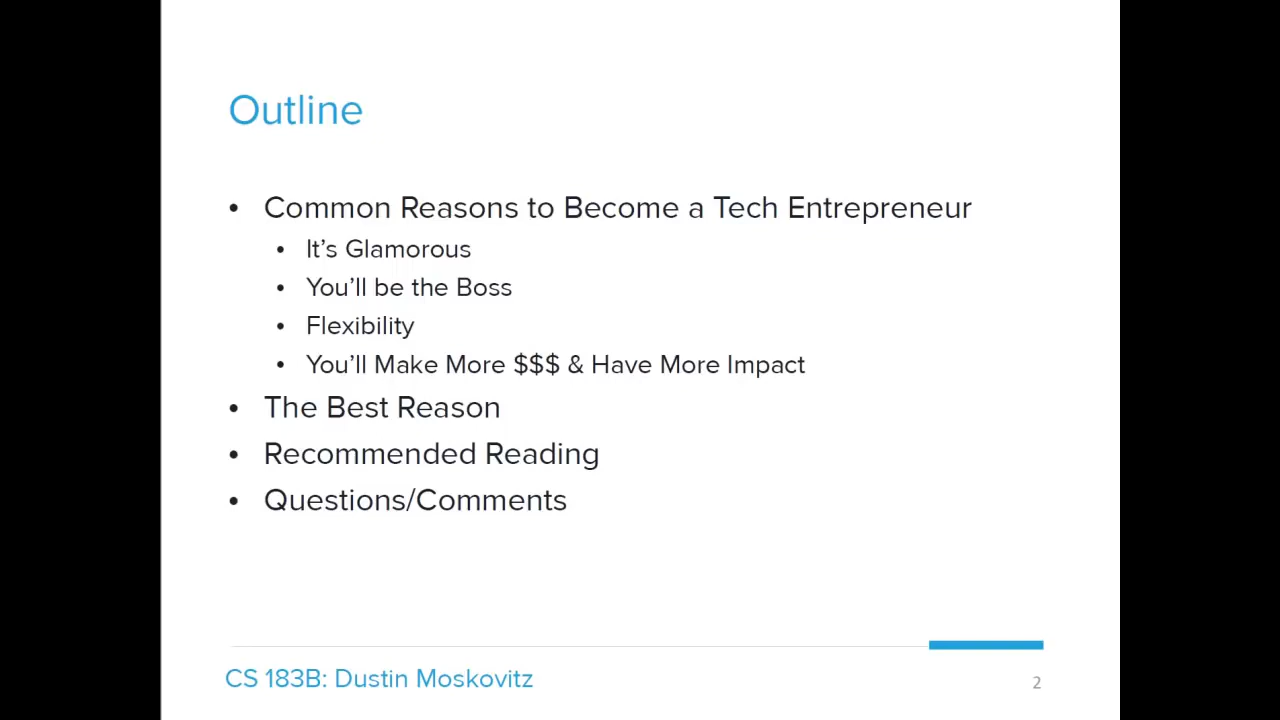 Outline
• Common Reasons to Become a Tech Entrepreneur
• It’s Glamorous
• You’ll be the Boss
• Flexibility
• You’ll Make More $$$ & Have More Impact
• The Best Reason
• Recommended Reading
• Questions/Comments
CS 183B: Dustin Moskovitz
2